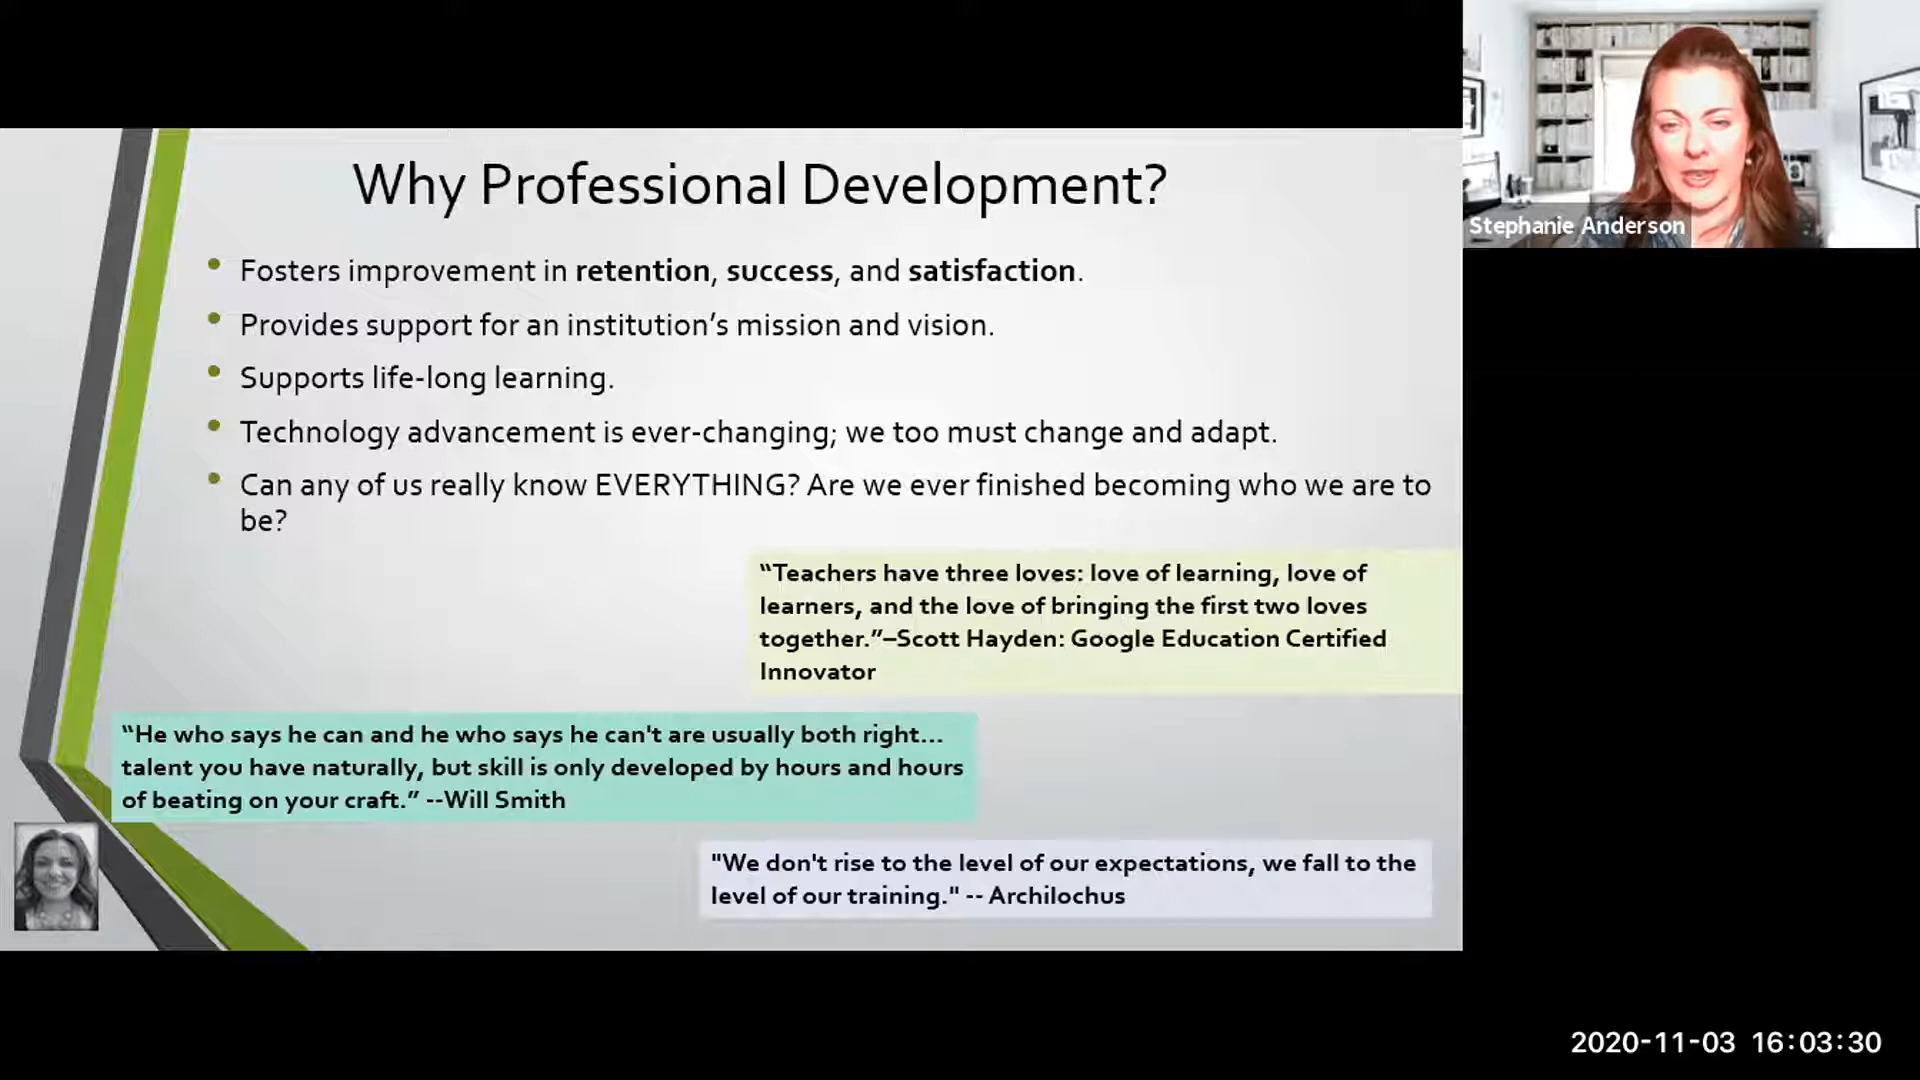 Why Professional Development?
Fosters improvement in retention, success, and satisfaction.
Provides support for an institution’s mission and vision.
Supports life-long learning.
Technology advancement is ever-changing; we too must change and adapt.
Can any of us really know EVERYTHING? Are we ever finished becoming who we are to
be?
“Teachers have three loves: love of learning, love of
learners, and the love of bringing the first two loves
together.”–Scott Hayden: Google Education Certified
Innovator
“He who says he can and he who says he can't are usually both right...
talent you have naturally, but skill is only developed by hours and hours
of beating on your craft.” --Will Smith
"We don't rise to the level of our expectations, we fall to the
level of our training." -- Archilochus
Stephanie Anderson
2020-11-03 16:03:30